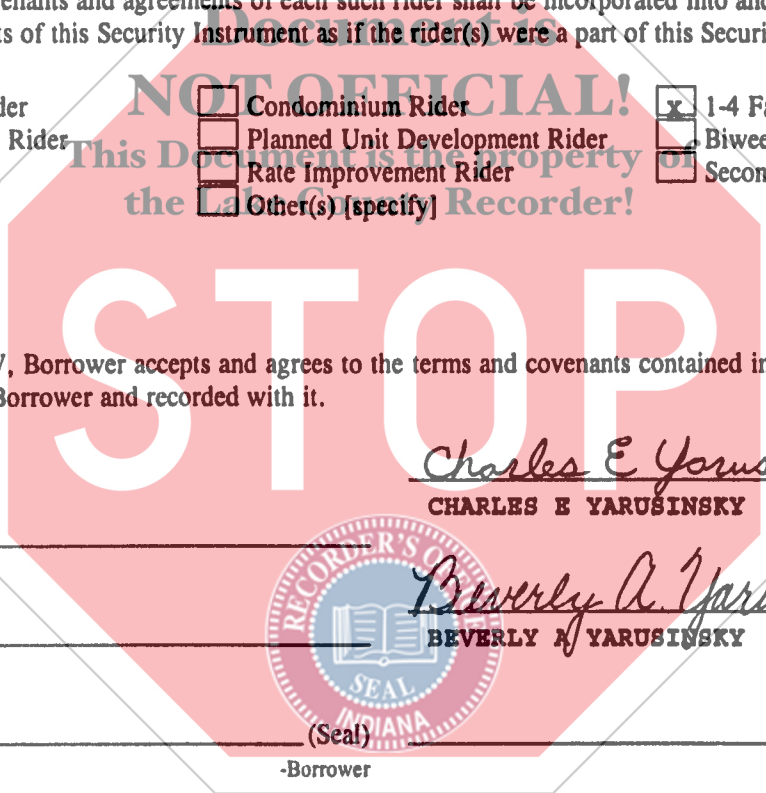 enants and agreements of each such rider shall be incorporated into and
ts of this Security Instrument as if the rider(s) were a part of this Securi
Document is
NOT OFFICIAL!
This Document is the property of
the Lake County Recorder!
der
Condominium Rider
x 1-4 Fa
Rider
Planned Unit Development Rider
Biwee
Rate Improvement Rider
Secon
Other(s) [specify]
STOP
, Borrower accepts and agrees to the terms and covenants contained in
Borrower and recorded with it.
Charles E Yarus
CHARLES E YARUSINSKY
Beverly A. Yaru
BEVERLY A YARUSINSKY
RECORDER'S OFFICE
SEAL
INDIANA
(Seal)
-Borrower